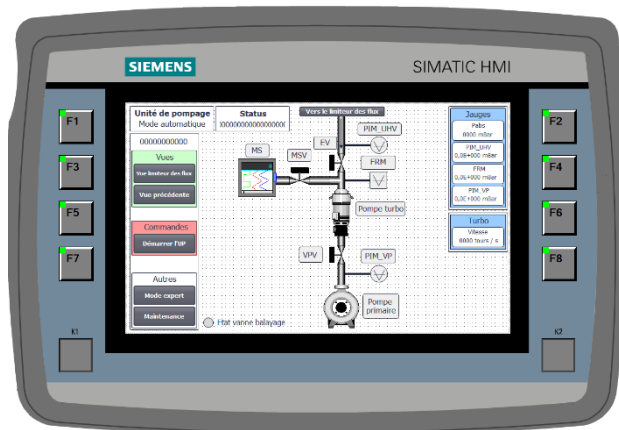 SIEMENS
SIMATIC HMI
F1
F3
F5
F7
K1
F2
F4
F6
F8
K2
Unité de pompage
Mode automatique
00000000000
Vues
Vue limiteur des flux
Vue précédente
Commandes
Démarrer l'UP
Autres
Mode expert
Maintenance
Status
Vers le limiteur des flux
PIM_UHV
EV
MS
MSV
FRM
Pompe turbo
VPV
PIM_VP
Pompe
primaire
Etat vanne balayage
Jauges
Pabs
0000 mBar
PIM_UHV
0,0E+000 mBar
FRM
0,0E+000 mBar
PIM_VP
0,0E+000 mBar
Turbo
Vitesse
0000 tours / s